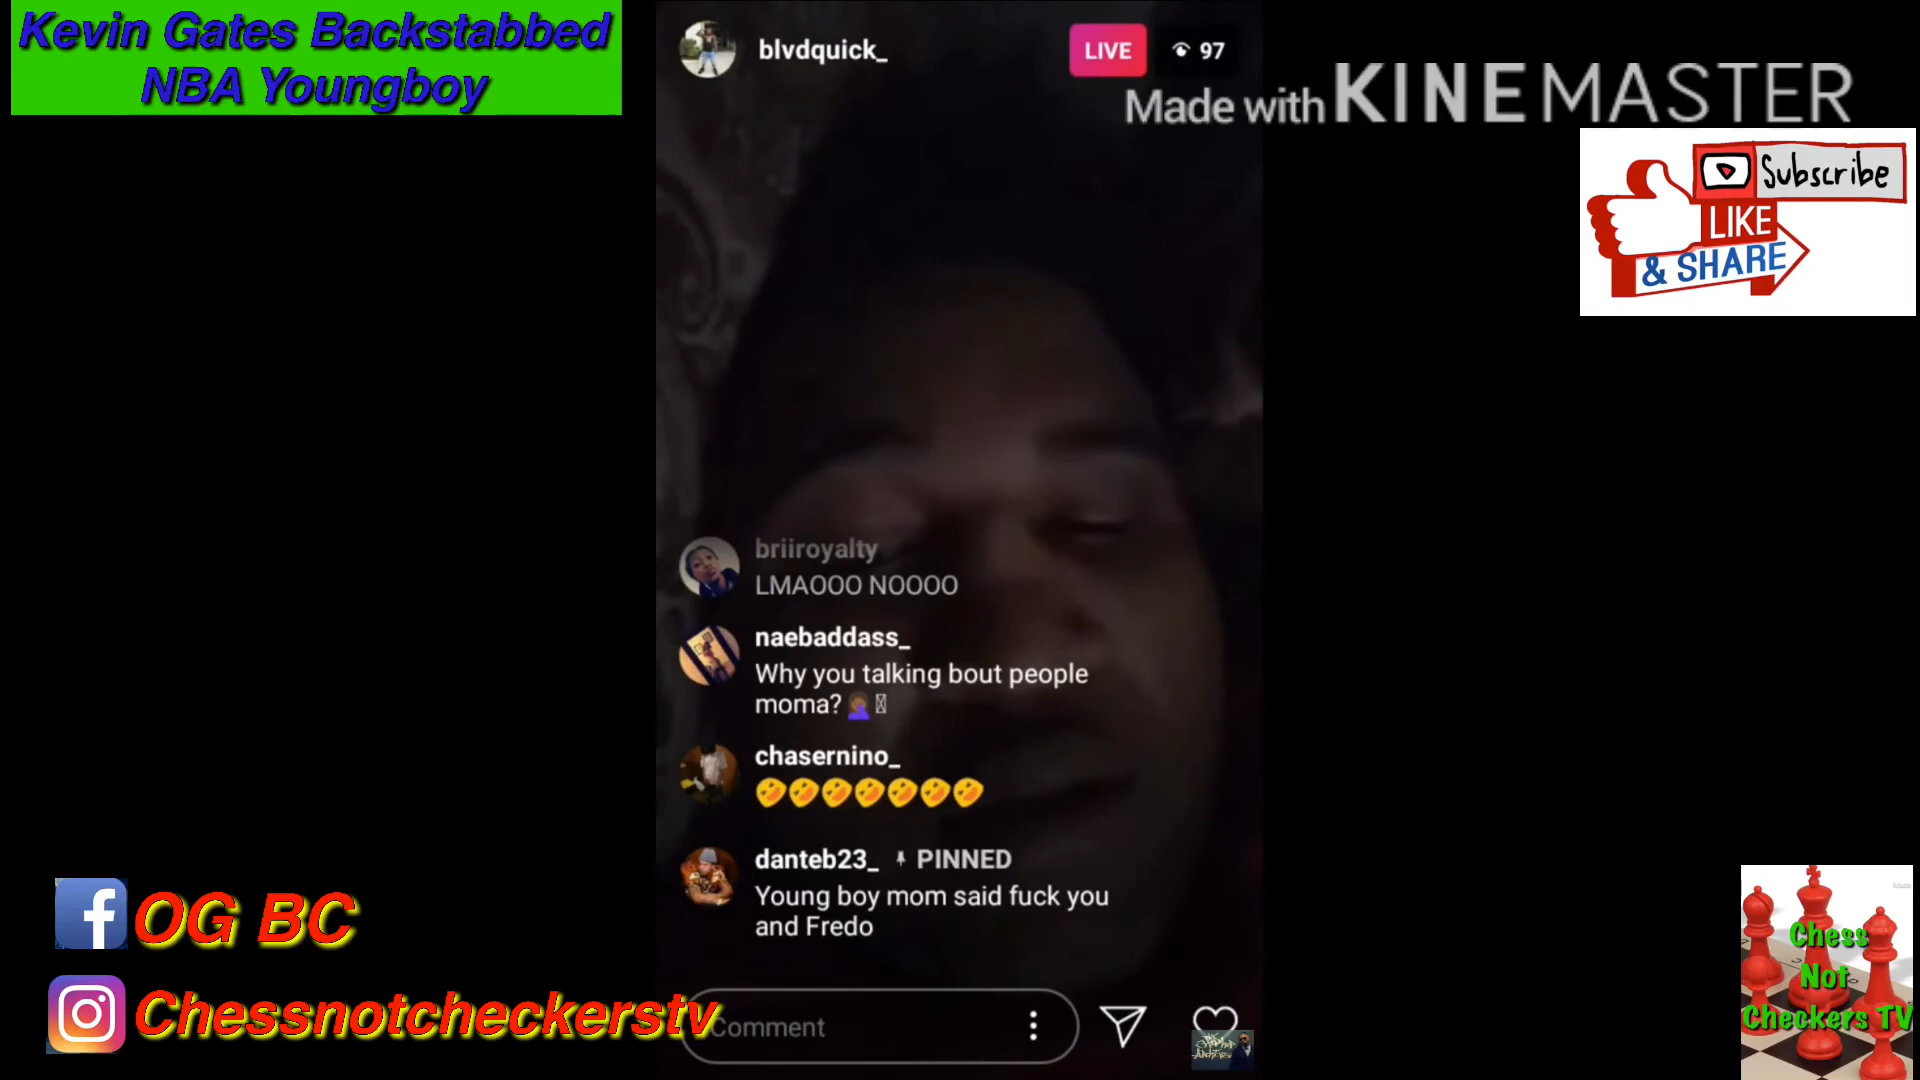 Kevin Gates Backstabbed
NBA Youngboy
blvdquick_
LIVE
97
Made with KINEMASTER
Subscribe
LIKE
& SHARE
briiroyalty
LMAOOO NOOOO
naebaddass_
Why you talking bout people
moma?
chasernino_
danteb23_ PINNED
Young boy mom said fuck you
and Fredo
OG BC
Chessnotcheckerstv
Comment
Chess
Not
Checkers TV